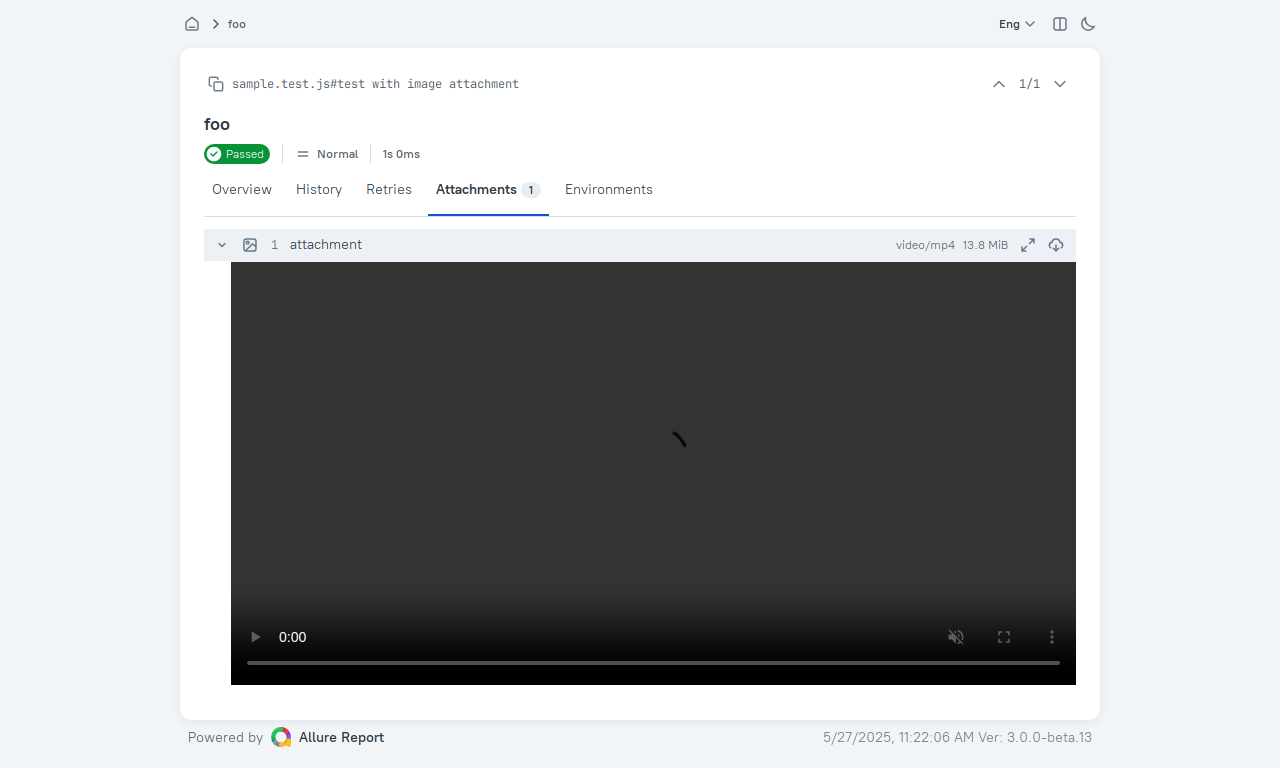 foo
Eng
sample.test.js#test with image attachment
1/1
foo
Passed
Normal
1s 0ms
Overview
History
Retries
Attachments 1
Environments
1 attachment
video/mp4 13.8 MiB
0:00
Powered by Allure Report
5/27/2025, 11:22:06 AM Ver: 3.0.0-beta.13